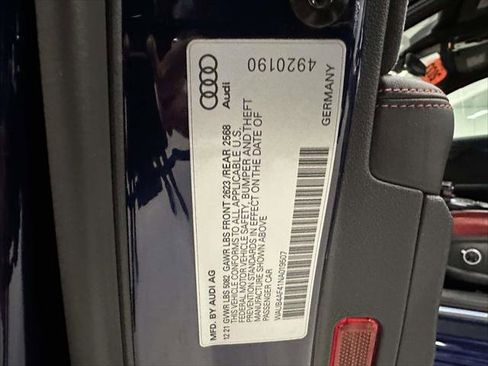 Audi
4920190
MFD. BY AUDI AG
GERMANY
12 21 GVWR LBS 5092 GAWR LBS FRONT 2623 /REAR 2568
THIS VEHICLE CONFORMS TO ALL APPLICABLE U.S.
FEDERAL MOTOR VEHICLE SAFETY, BUMPER AND THEFT
PREVENTION STANDARDS IN EFFECT ON THE DATE OF
MANUFACTURE SHOWN ABOVE
PASSENGER CAR